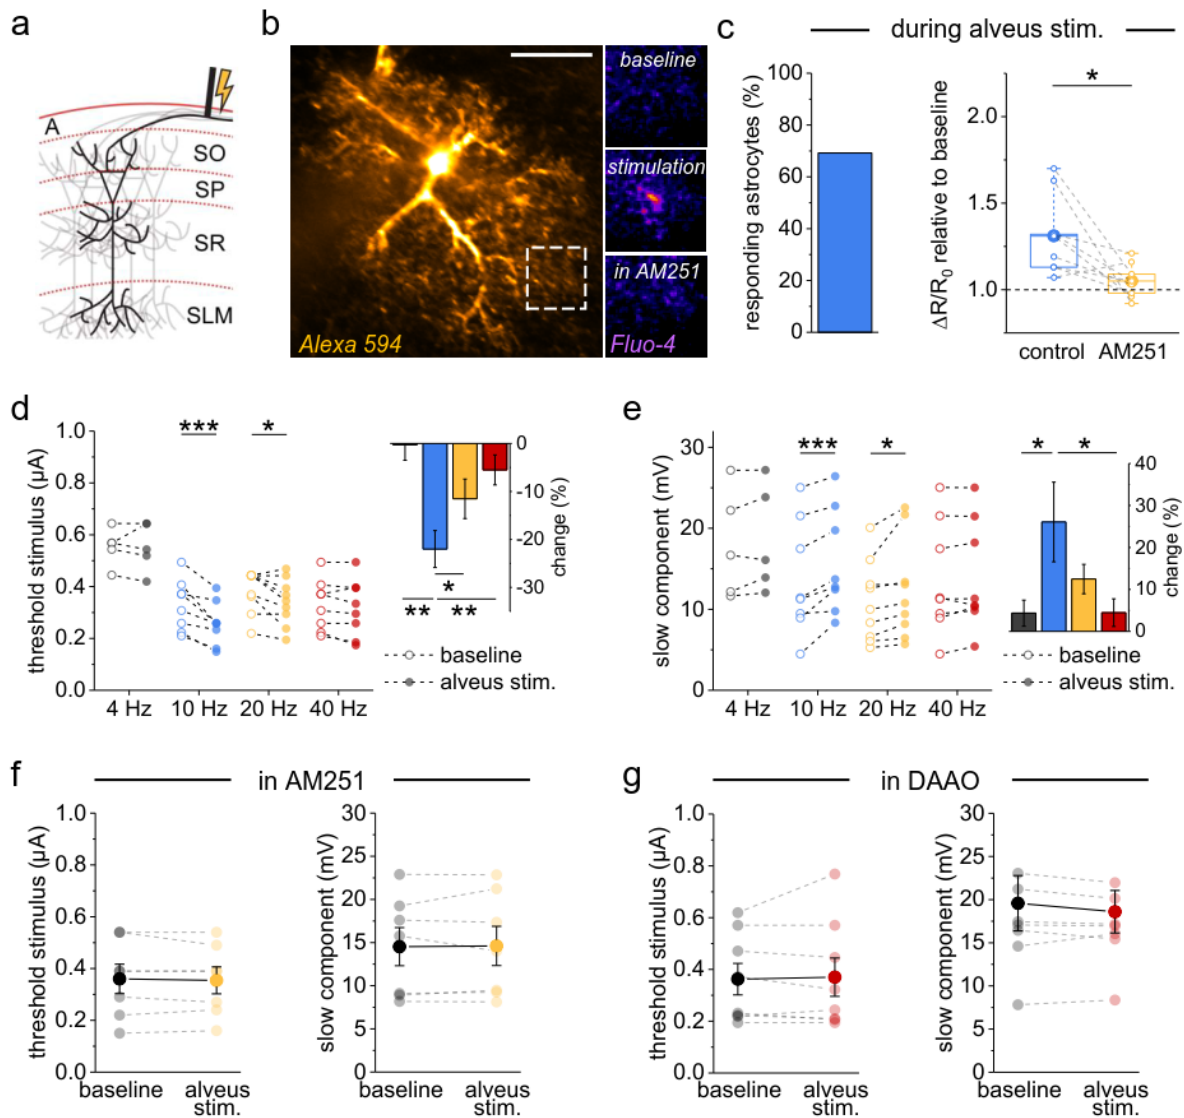 a
A
SO
SP
SR
SLM
b
baseline
stimulation
in AM251
Alexa 594
Fluo-4
c
during alveus stim.
responding astrocytes (%)
100
80
60
40
20
0
ΔR/R0 relative to baseline
2.0
1.5
1.0
*
control AM251
d
threshold stimulus (µA)
1.0
0.8
0.6
0.4
0.2
0.0
*** *
4 Hz 10 Hz 20 Hz 40 Hz
0
-10
-20
-30
change (%)
*
** **
baseline
alveus stim.
e
slow component (mV)
30
20
10
0
*** *
4 Hz 10 Hz 20 Hz 40 Hz
* *
40
30
20
10
0
change (%)
baseline
alveus stim.
f
in AM251
threshold stimulus (µA)
1.0
0.8
0.6
0.4
0.2
0.0
baseline alveus
stim.
slow component (mV)
30
25
20
15
10
5
0
baseline alveus
stim.
g
in DAAO
threshold stimulus (µA)
1.0
0.8
0.6
0.4
0.2
0.0
baseline alveus
stim.
slow component (mV)
30
25
20
15
10
5
0
baseline alveus
stim.